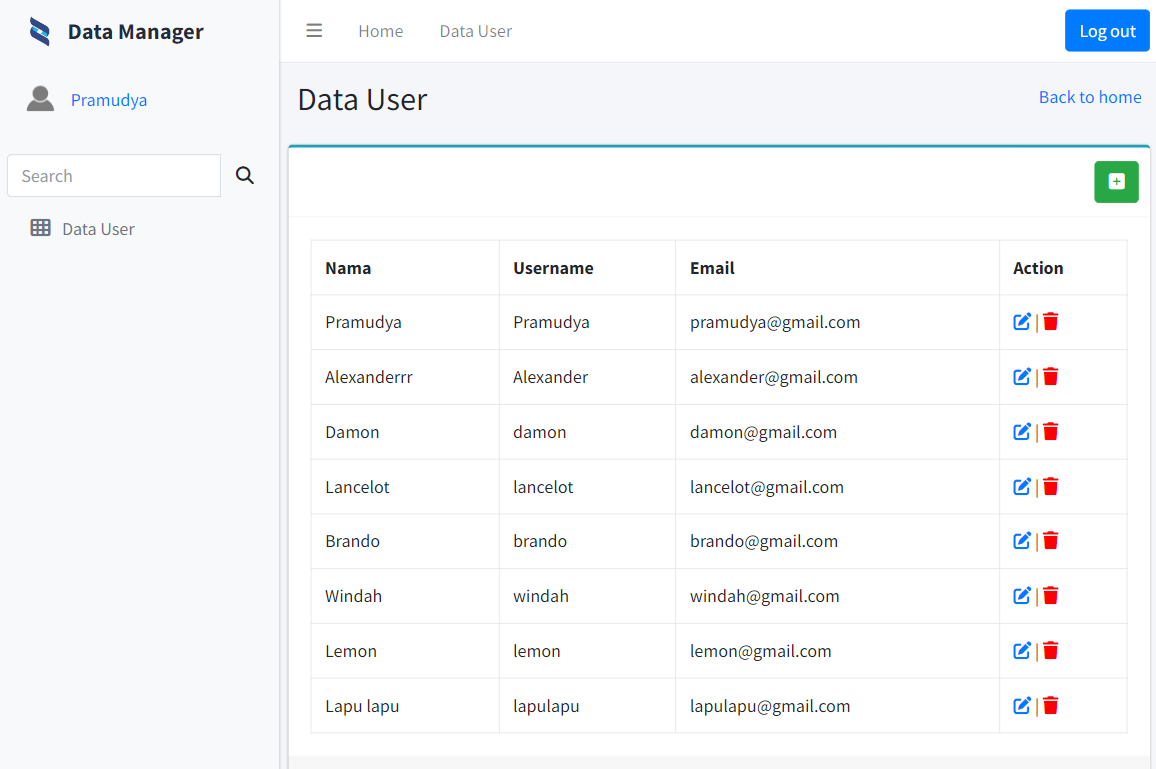 Data Manager
Home Data User Log out
Pramudya
Data User
Back to home
Search
Data User
Nama Username Email Action
Pramudya Pramudya pramudya@gmail.com |
Alexanderrr Alexander alexander@gmail.com |
Damon damon damon@gmail.com |
Lancelot lancelot lancelot@gmail.com |
Brando brando brando@gmail.com |
Windah windah windah@gmail.com |
Lemon lemon lemon@gmail.com |
Lapu lapu lapulapu lapulapu@gmail.com |